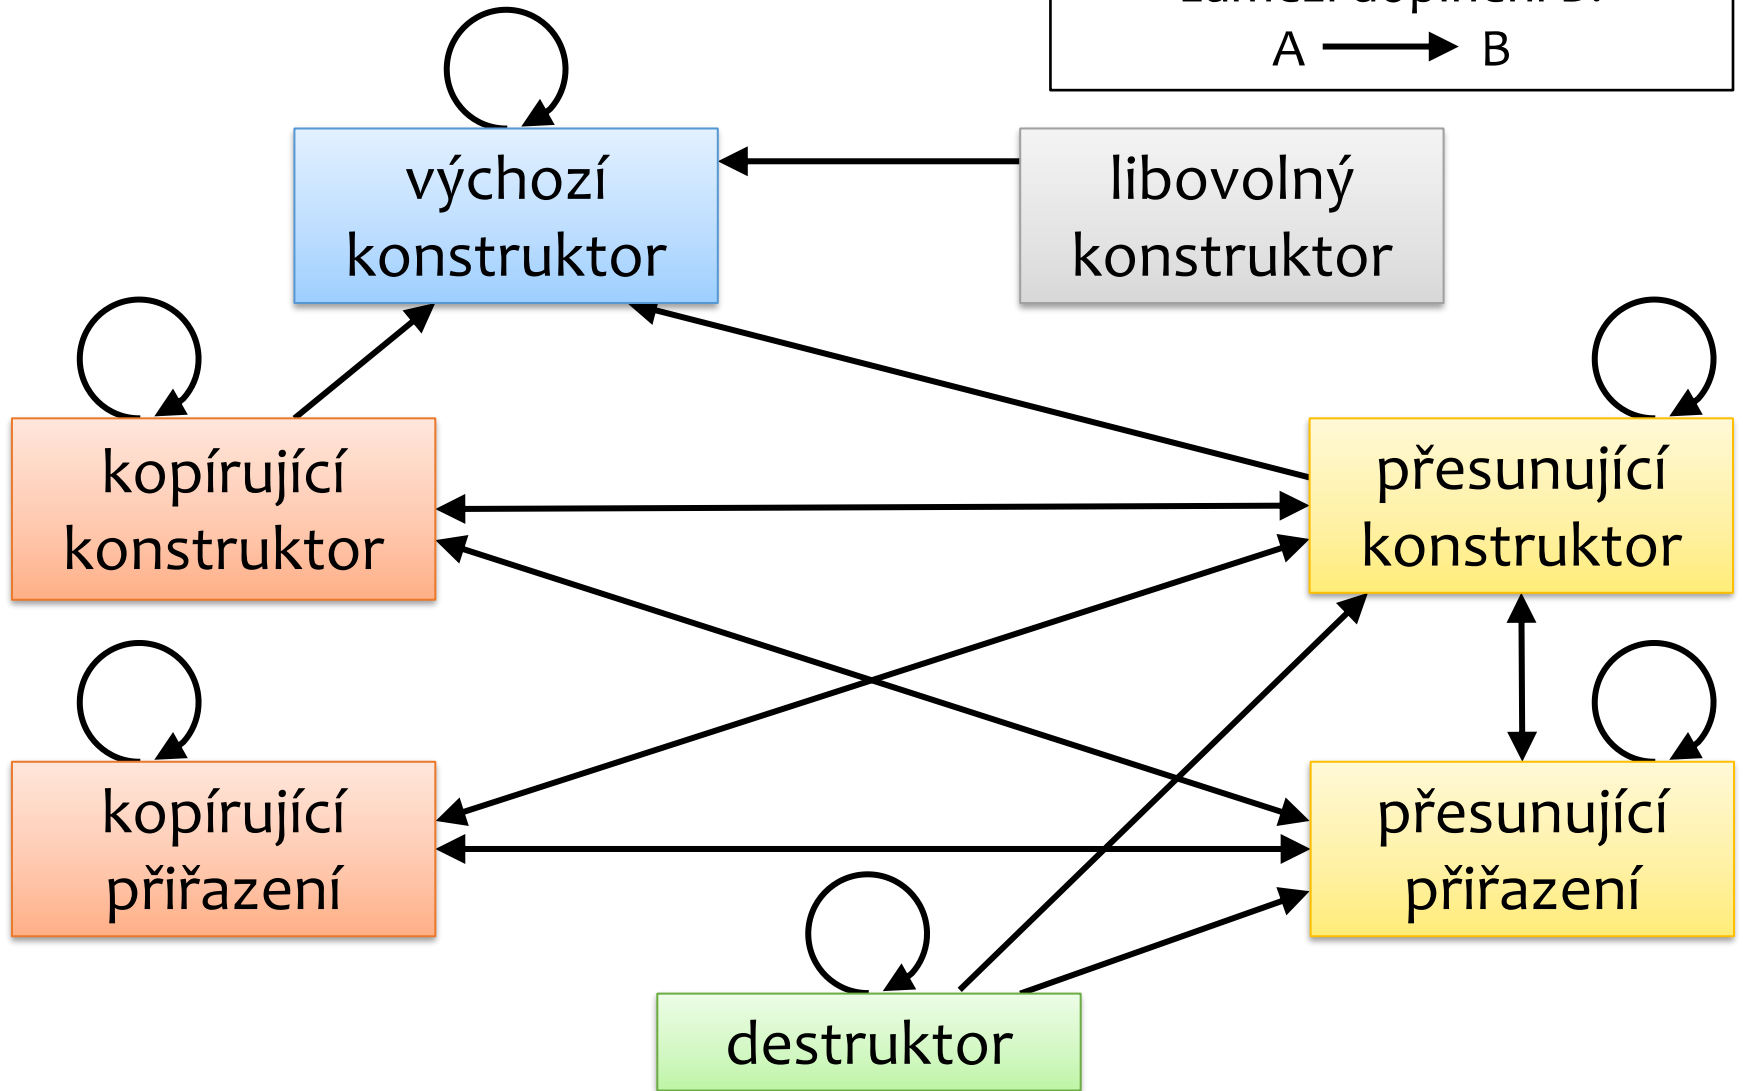 A B
výchozí
konstruktor
libovolný
konstruktor
kopírující
konstruktor
přesunující
konstruktor
kopírující
přiřazení
přesunující
přiřazení
destruktor